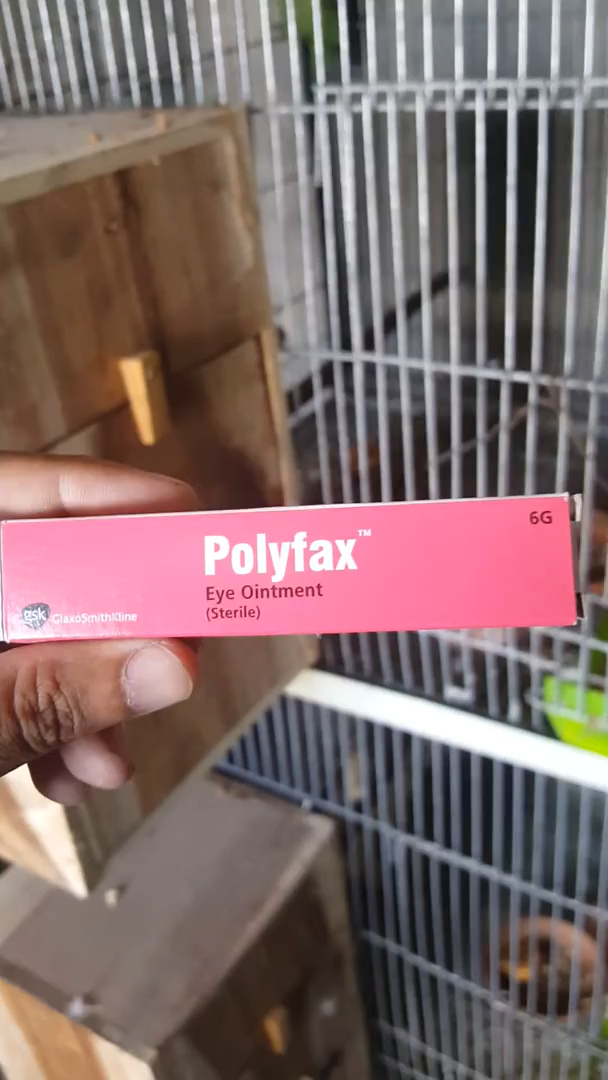 6G
Polyfax™
Eye Ointment
(Sterile)
gsk GlaxoSmithKline